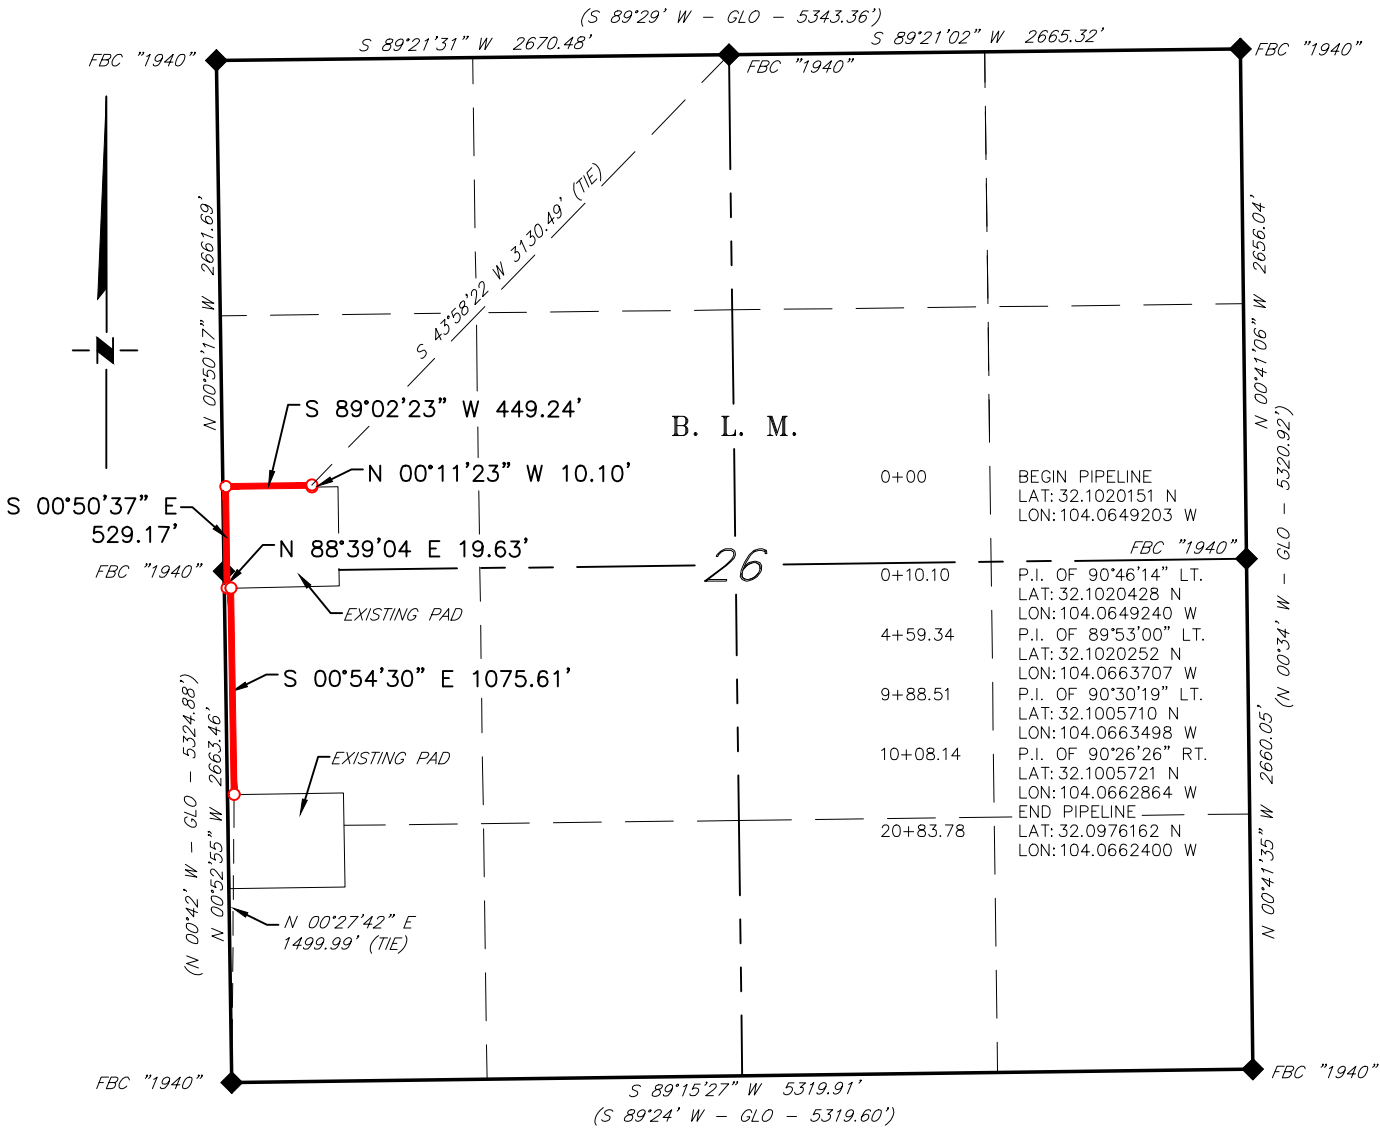 (S 89°29' W - GLO - 5343.36')
S 89°21'31" W 2670.48'
S 89°21'02" W 2665.32'
FBC "1940"
FBC "1940"
FBC "1940"
N 00°50'17" W 2661.69'
S 43°58'22 W 3130.49' (TIE)
N 00°41'06" W 2656.04'
(N 00°34' W - GLO - 5320.92')
N
B. L. M.
S 89°02'23" W 449.24'
N 00°11'23" W 10.10'
S 00°50'37" E
529.17'
N 88°39'04 E 19.63'
FBC "1940"
EXISTING PAD
26
FBC "1940"
0+00 BEGIN PIPELINE
LAT: 32.1020151 N
LON: 104.0649203 W
0+10.10 P.I. OF 90°46'14" LT.
LAT: 32.1020428 N
LON: 104.0649240 W
4+59.34 P.I. OF 89°53'00" LT.
LAT: 32.1020252 N
LON: 104.0663707 W
9+88.51 P.I. OF 90°30'19" LT.
LAT: 32.1005710 N
LON: 104.0663498 W
10+08.14 P.I. OF 90°26'26" RT.
LAT: 32.1005721 N
LON: 104.0662864 W
END PIPELINE
20+83.78 LAT: 32.0976162 N
LON: 104.0662400 W
S 00°54'30" E 1075.61'
EXISTING PAD
(N 00°42' W - GLO - 5324.88')
N 00°52'55" W 2663.46'
N 00°27'42" E
1499.99' (TIE)
N 00°41'35" W 2660.05'
FBC "1940"
FBC "1940"
S 89°15'27" W 5319.91'
(S 89°24' W - GLO - 5319.60')